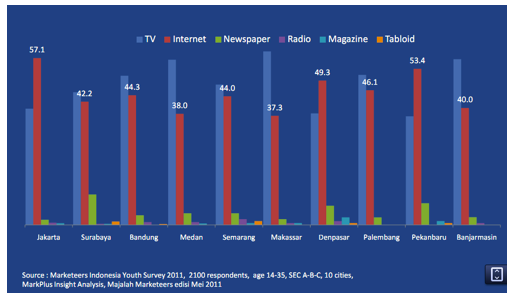 TV Internet Newspaper Radio Magazine Tabloid
57.1
42.2
44.3
38.0
44.0
37.3
49.3
46.1
53.4
40.0
Jakarta Surabaya Bandung Medan Semarang Makassar Denpasar Palembang Pekanbaru Banjarmasin
Source : Marketeers Indonesia Youth Survey 2011, 2100 respondents, age 14-35, SEC A-B-C, 10 cities,
MarkPlus Insight Analysis, Majalah Marketeers edisi Mei 2011